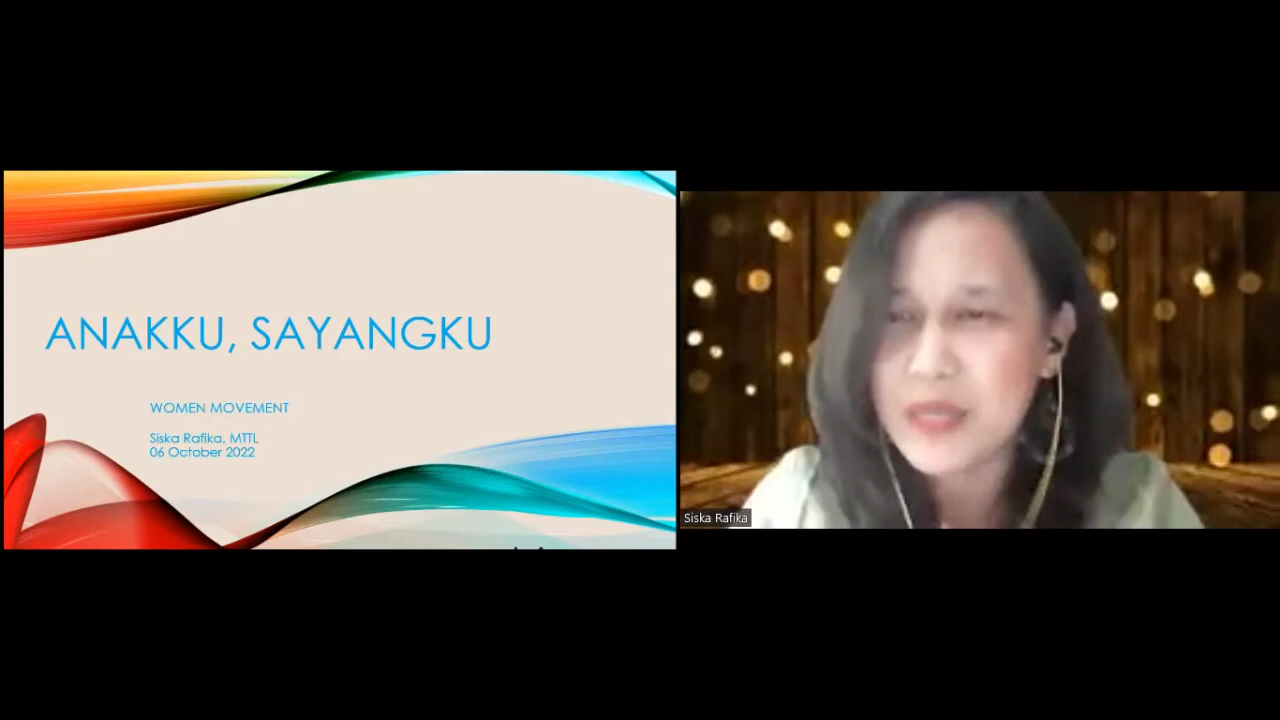 ANAKKU, SAYANGKU
WOMEN MOVEMENT
Siska Rafika, MTTL
06 October 2022
Siska Rafika